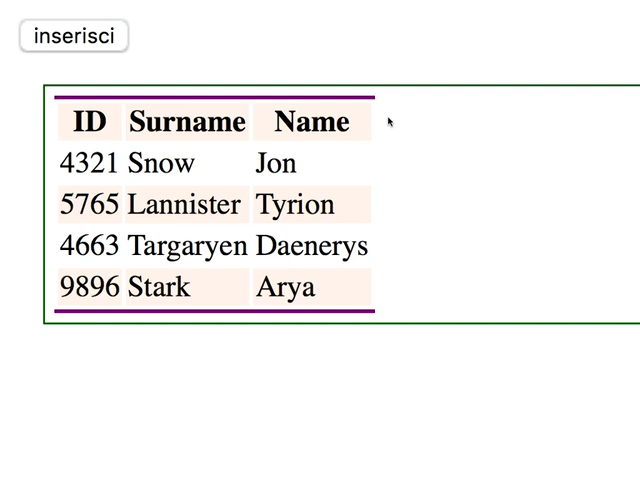 inserisci
ID Surname Name
4321 Snow Jon
5765 Lannister Tyrion
4663 Targaryen Daenerys
9896 Stark Arya